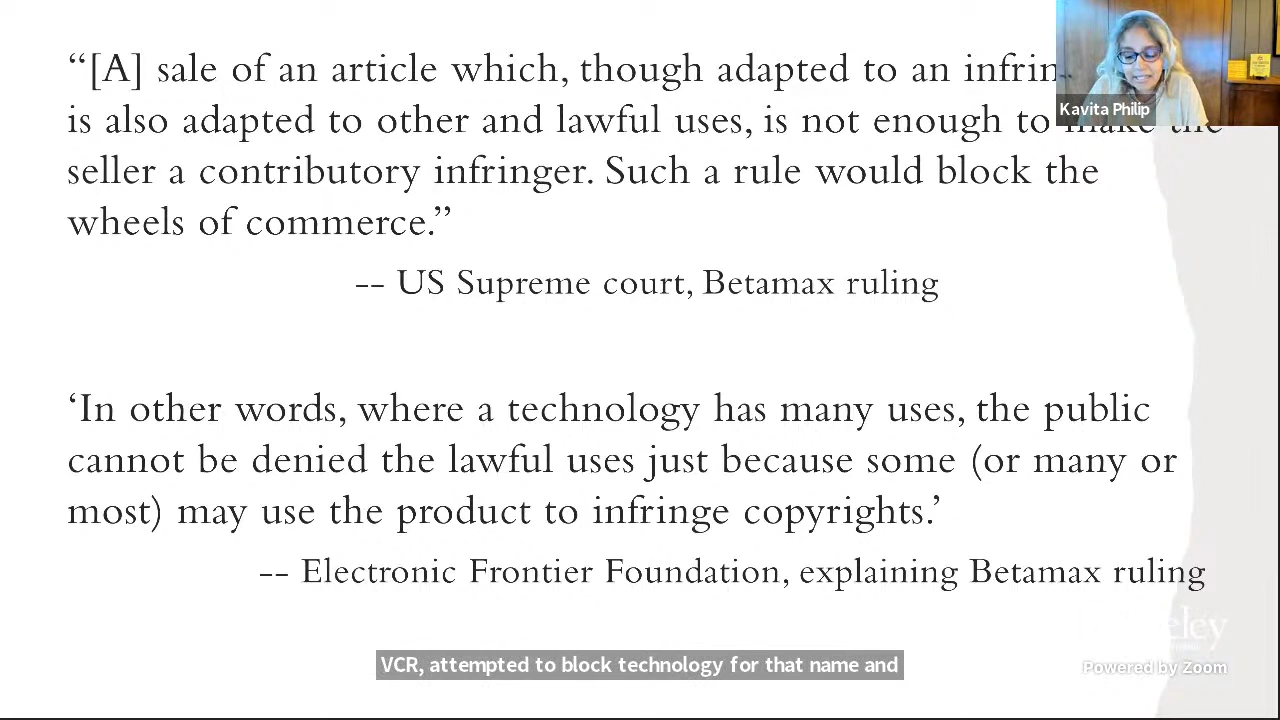 “[A] sale of an article which, though adapted to an infrin
is also adapted to other and lawful uses, is not enough to make the
seller a contributory infringer. Such a rule would block the
wheels of commerce.”
-- US Supreme court, Betamax ruling
‘In other words, where a technology has many uses, the public
cannot be denied the lawful uses just because some (or many or
most) may use the product to infringe copyrights.’
-- Electronic Frontier Foundation, explaining Betamax ruling
Kavita Philip
VCR, attempted to block technology for that name and
eley
Powered by Zoom